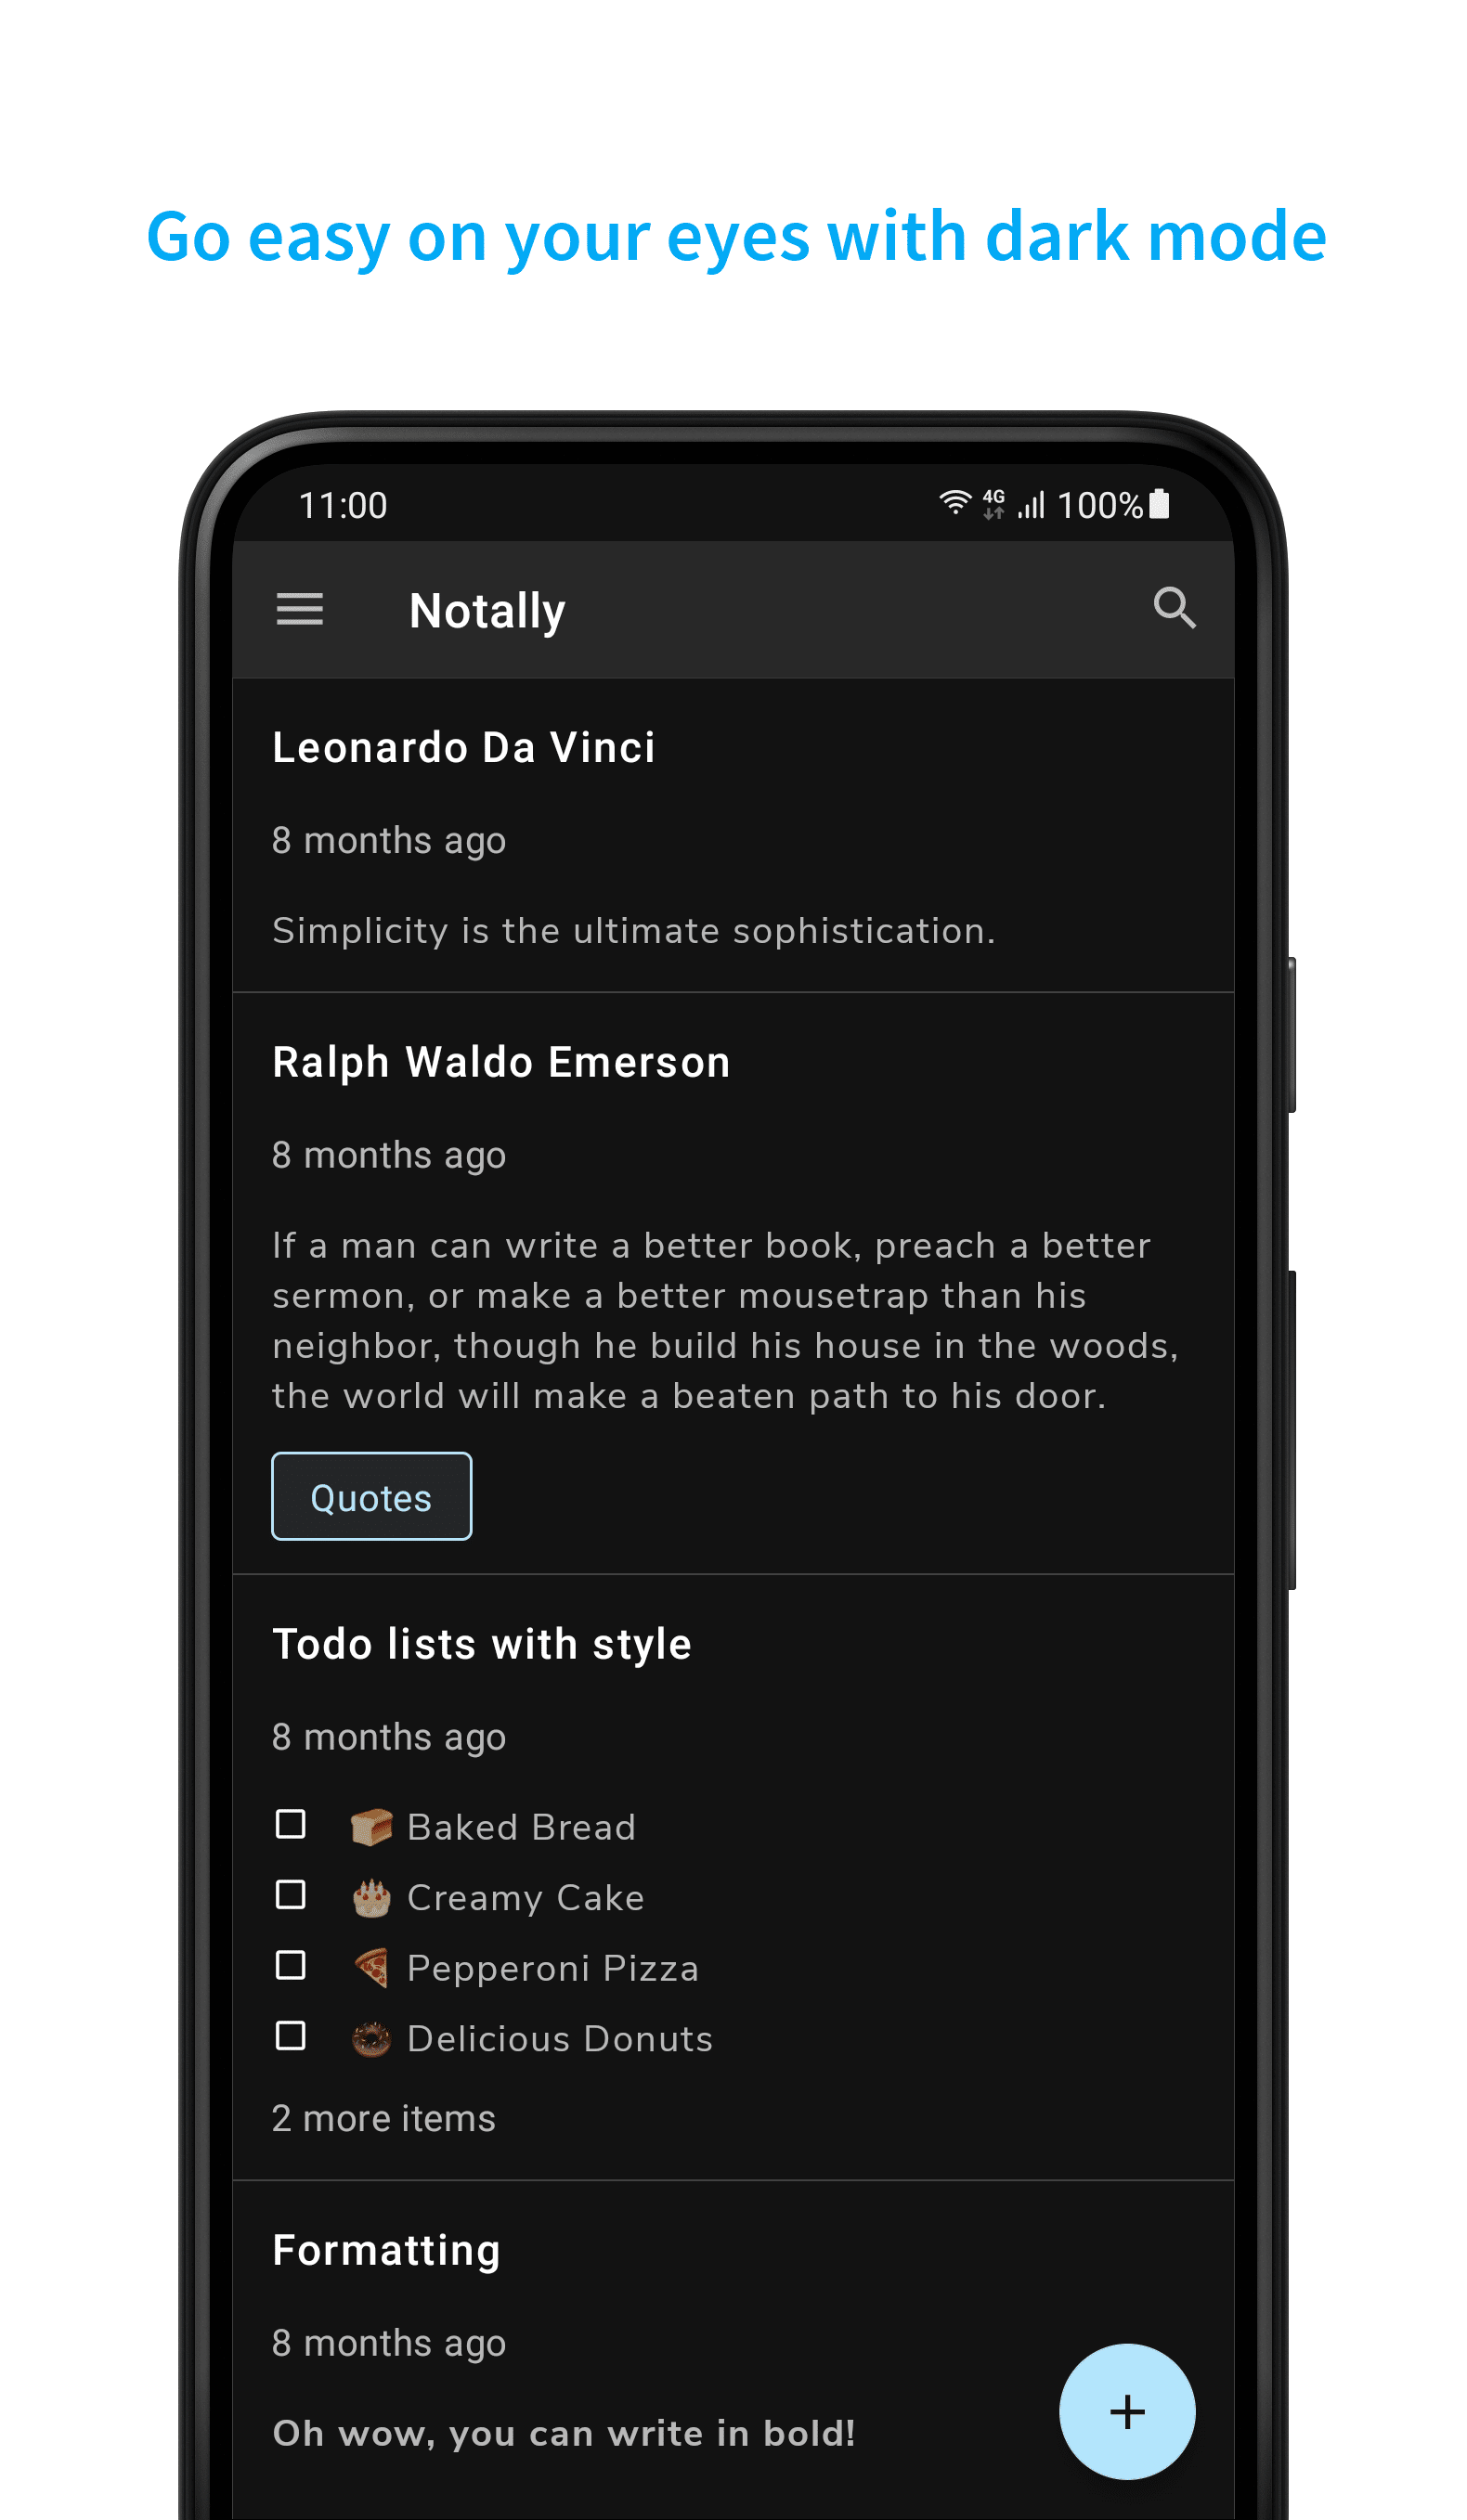 Go easy on your eyes with dark mode
11:00
4G
100%
Notally
Leonardo Da Vinci
8 months ago
Simplicity is the ultimate sophistication.
Ralph Waldo Emerson
8 months ago
If a man can write a better book, preach a better
sermon, or make a better mousetrap than his
neighbor, though he build his house in the woods,
the world will make a beaten path to his door.
Quotes
Todo lists with style
8 months ago
🍞 Baked Bread
🎂 Creamy Cake
🍕 Pepperoni Pizza
🍩 Delicious Donuts
2 more items
Formatting
8 months ago
Oh wow, you can write in bold!